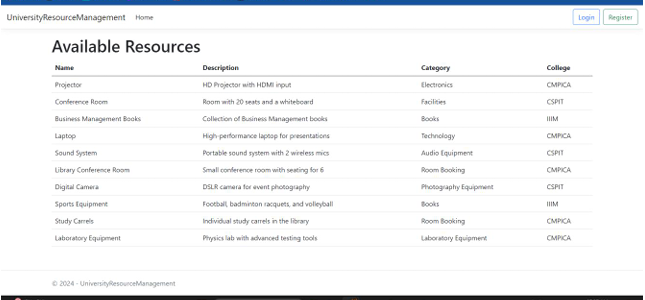 UniversityResourceManagement Home Login Register
Available Resources
Name Description Category College
Projector HD Projector with HDMI input Electronics CMPICA
Conference Room Room with 20 seats and a whiteboard Facilities CSPIT
Business Management Books Collection of Business Management books Books IIIM
Laptop High-performance laptop for presentations Technology CMPICA
Sound System Portable sound system with 2 wireless mics Audio Equipment CSPIT
Library Conference Room Small conference room with seating for 6 Room Booking CMPICA
Digital Camera DSLR camera for event photography Photography Equipment CSPIT
Sports Equipment Football, badminton racquets, and volleyball Books IIIM
Study Carrels Individual study carrels in the library Room Booking CMPICA
Laboratory Equipment Physics lab with advanced testing tools Laboratory Equipment CMPICA
© 2024 - UniversityResourceManagement